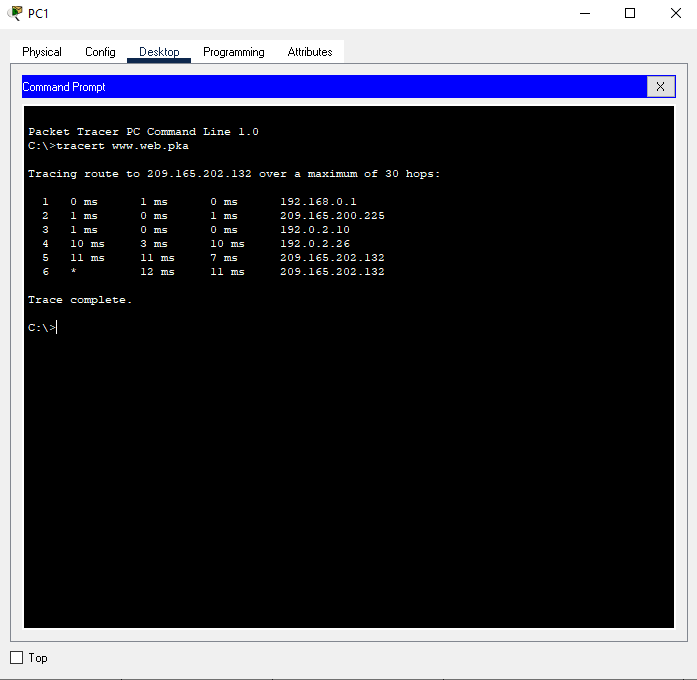 PC1
Physical Config Desktop Programming Attributes
Command Prompt X
Packet Tracer PC Command Line 1.0
C:\>tracert www.web.pka
Tracing route to 209.165.202.132 over a maximum of 30 hops:
1 0 ms 1 ms 0 ms 192.168.0.1
2 1 ms 0 ms 1 ms 209.165.200.225
3 1 ms 0 ms 0 ms 192.0.2.10
4 10 ms 3 ms 10 ms 192.0.2.26
5 11 ms 11 ms 7 ms 209.165.202.132
6 * 12 ms 11 ms 209.165.202.132
Trace complete.
C:\>
Top